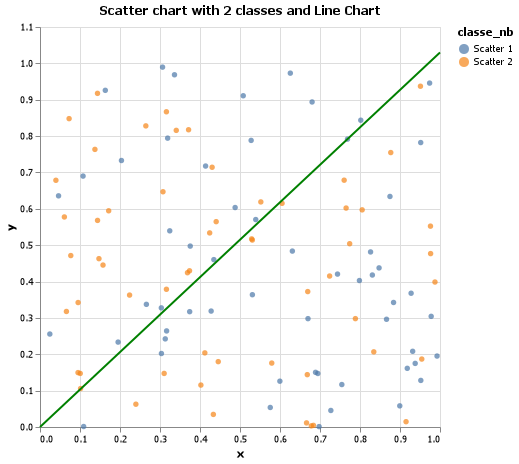 Scatter chart with 2 classes and Line Chart
classe_nb
Scatter 1
Scatter 2
y
1.1
1.0
0.9
0.8
0.7
0.6
0.5
0.4
0.3
0.2
0.1
0.0
0.0 0.1 0.2 0.3 0.4 0.5 0.6 0.7 0.8 0.9 1.0
x